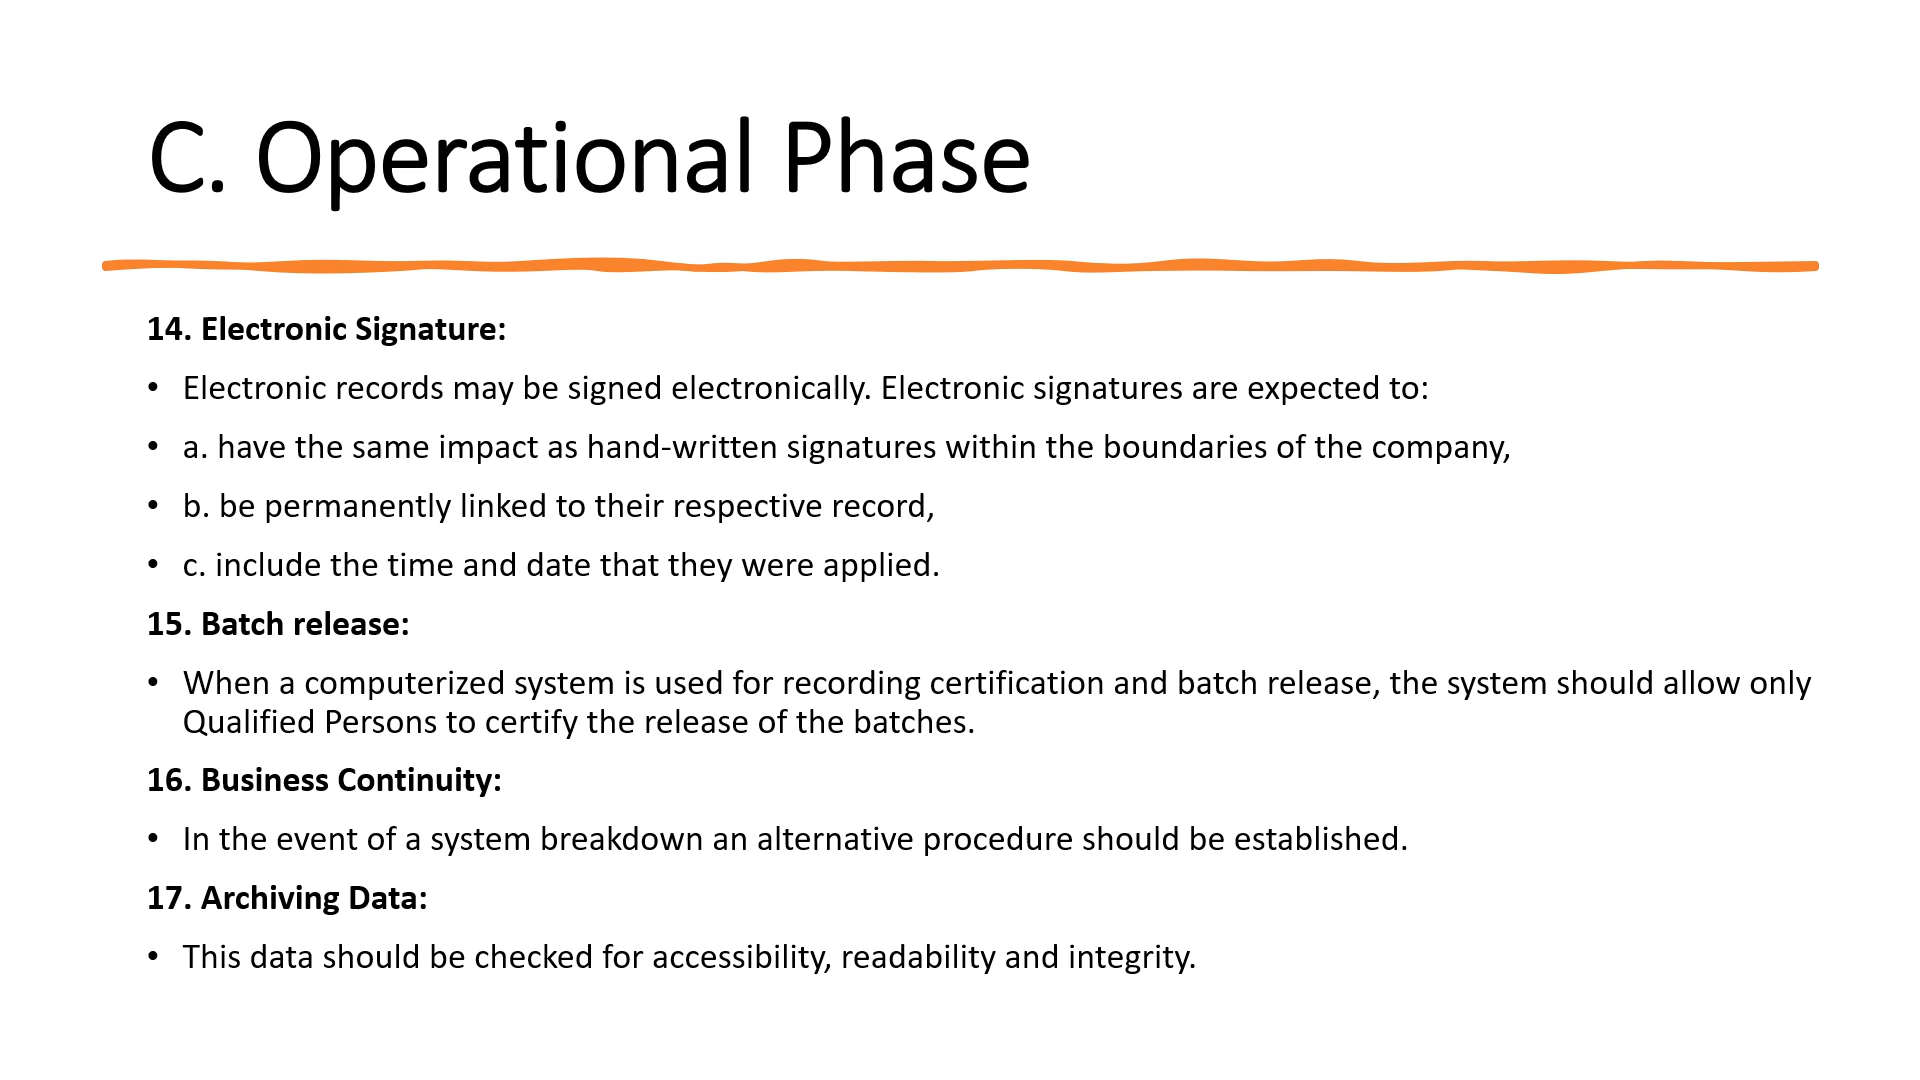 C. Operational Phase
14. Electronic Signature:
• Electronic records may be signed electronically. Electronic signatures are expected to:
• a. have the same impact as hand-written signatures within the boundaries of the company,
• b. be permanently linked to their respective record,
• c. include the time and date that they were applied.
15. Batch release:
• When a computerized system is used for recording certification and batch release, the system should allow only
Qualified Persons to certify the release of the batches.
16. Business Continuity:
• In the event of a system breakdown an alternative procedure should be established.
17. Archiving Data:
• This data should be checked for accessibility, readability and integrity.